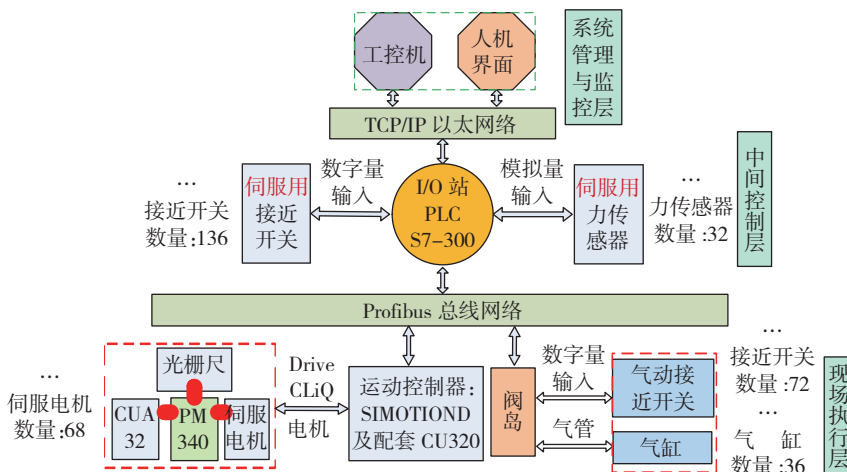 工控机
人机
界面
系统
管理
与监
控层
TCP/IP 以太网络
…
接近开关
数量:136
伺服用
接近
开关
数字量
输入
I/O 站
PLC
S7-300
模拟量
输入
伺服用
力传
感器
…
力传感器
数量:32
中间控制层
Profibus 总线网络
…
伺服电机
数量:68
光栅尺
CUA
32
PM
340
伺服
电机
Drive
CLiQ
电机
运动控制器:
SIMOTIOND
及配套 CU320
阀岛
数字量
输入
气管
气动接
近开关
气缸
…
接近开关
数量:72
…
气 缸
数量:36
现场执行层